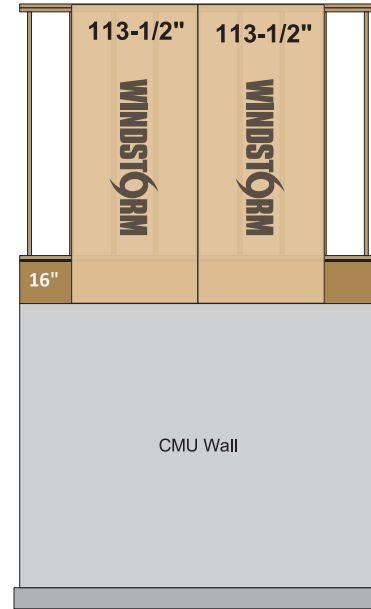 113-1/2" 113-1/2"
WINDSTORM WINDSTORM
16"
CMU Wall